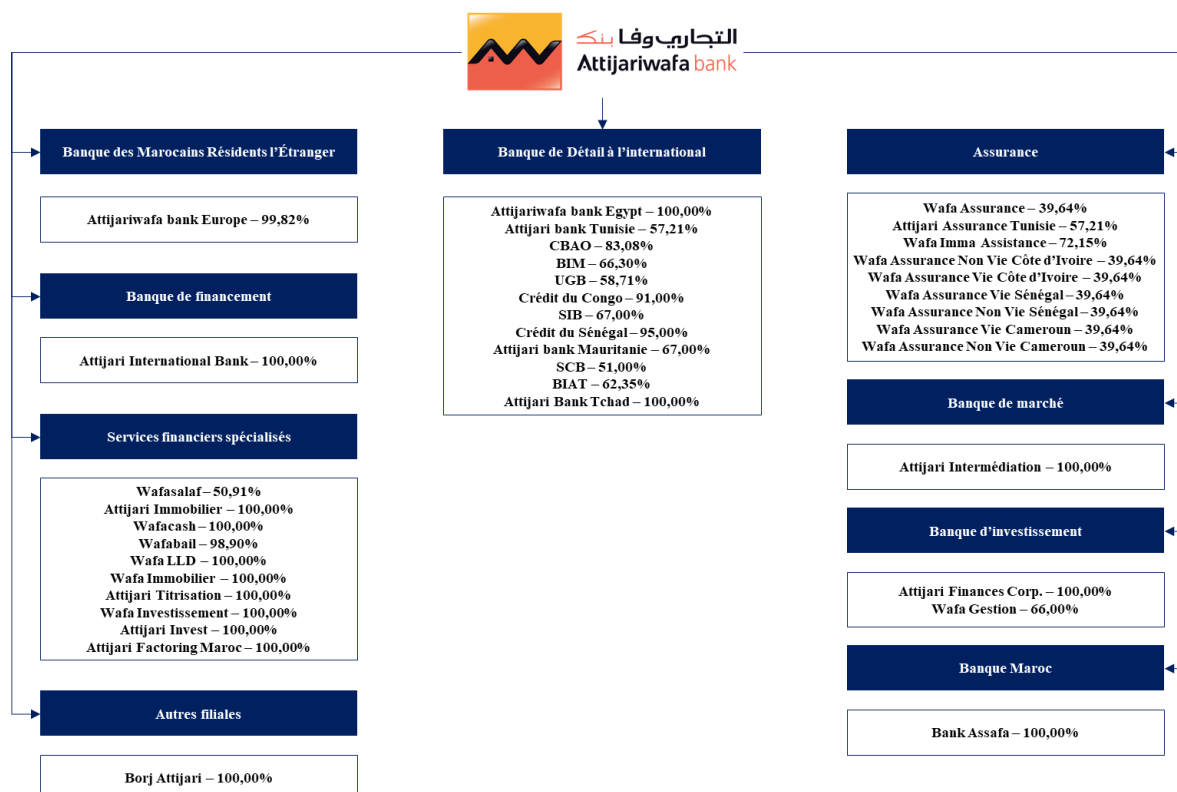 التجاري وفا بنك
Attijariwafa bank
Banque des Marocains Résidents l’Étranger
Attijariwafa bank Europe – 99,82%
Banque de financement
Attijari International Bank – 100,00%
Services financiers spécialisés
Wafasalaf – 50,91%
Attijari Immobilier – 100,00%
Wafacash – 100,00%
Wafabail – 98,90%
Wafa LLD – 100,00%
Wafa Immobilier – 100,00%
Attijari Titrisation – 100,00%
Wafa Investissement – 100,00%
Attijari Invest – 100,00%
Attijari Factoring Maroc – 100,00%
Autres filiales
Borj Attijari – 100,00%
Banque de Détail à l’international
Attijariwafa bank Egypt – 100,00%
Attijari bank Tunisie – 57,21%
CBAO – 83,08%
BIM – 66,30%
UGB – 58,71%
Crédit du Congo – 91,00%
SIB – 67,00%
Crédit du Sénégal – 95,00%
Attijari bank Mauritanie – 67,00%
SCB – 51,00%
BIAT – 62,35%
Attijari Bank Tchad – 100,00%
Assurance
Wafa Assurance – 39,64%
Attijari Assurance Tunisie – 57,21%
Wafa Imma Assistance – 72,15%
Wafa Assurance Non Vie Côte d’Ivoire – 39,64%
Wafa Assurance Vie Côte d’Ivoire – 39,64%
Wafa Assurance Vie Sénégal – 39,64%
Wafa Assurance Non Vie Sénégal – 39,64%
Wafa Assurance Vie Cameroun – 39,64%
Wafa Assurance Non Vie Cameroun – 39,64%
Banque de marché
Attijari Intermédiation – 100,00%
Banque d’investissement
Attijari Finances Corp. – 100,00%
Wafa Gestion – 66,00%
Banque Maroc
Bank Assafa – 100,00%